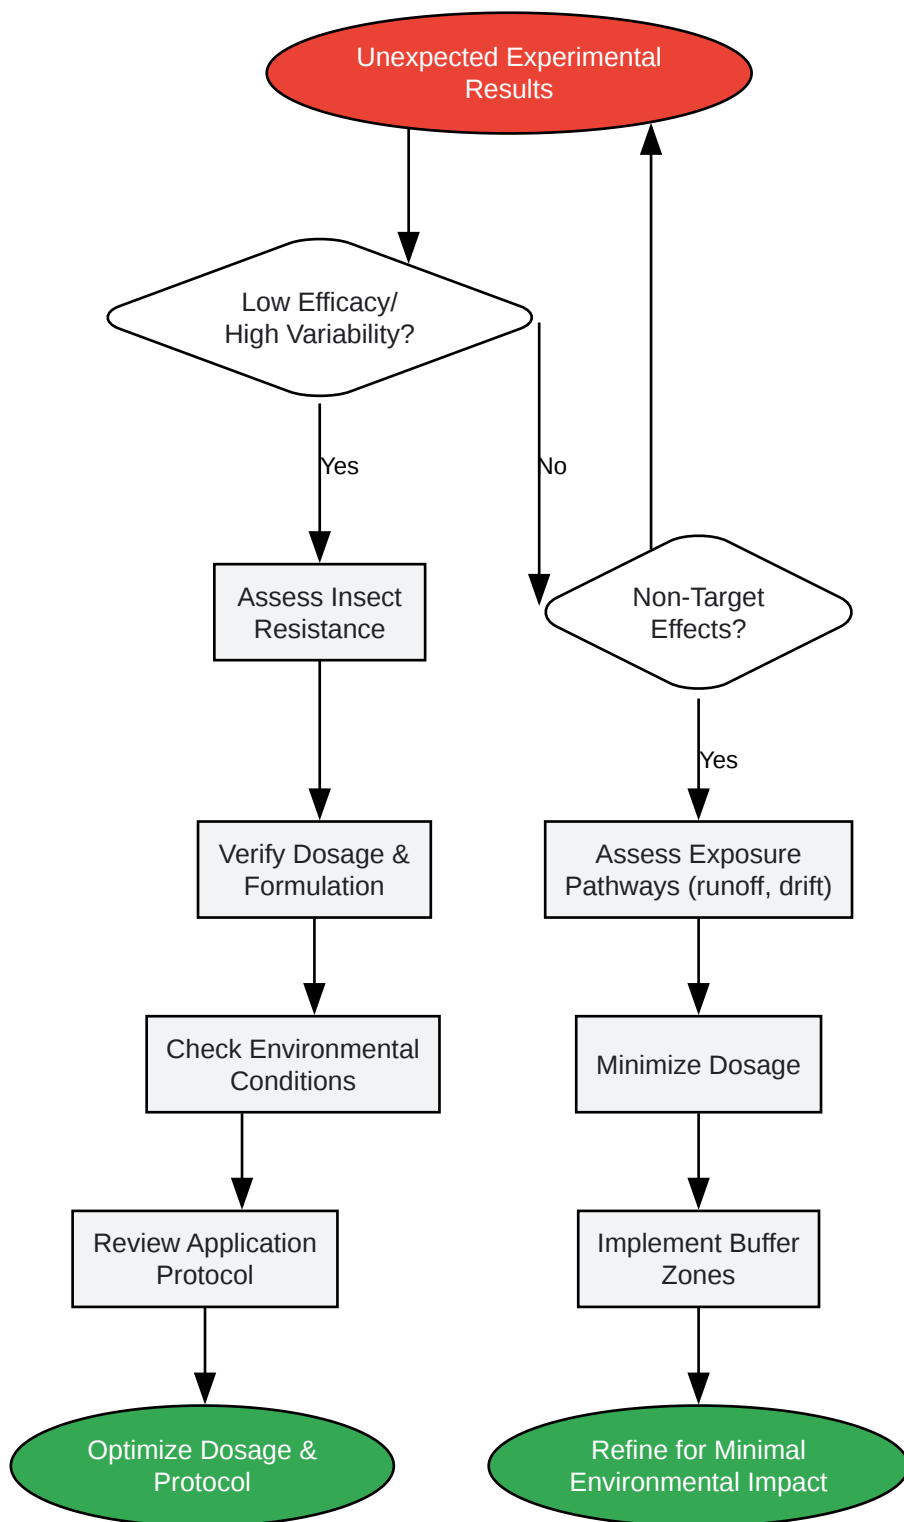 Unexpected Experimental
Results
Low Efficacy/
High Variability?
Yes
No
Assess Insect
Resistance
Non-Target
Effects?
Yes
Verify Dosage &
Formulation
Assess Exposure
Pathways (runoff, drift)
Check Environmental
Conditions
Minimize Dosage
Review Application
Protocol
Implement Buffer
Zones
Optimize Dosage &
Protocol
Refine for Minimal
Environmental Impact